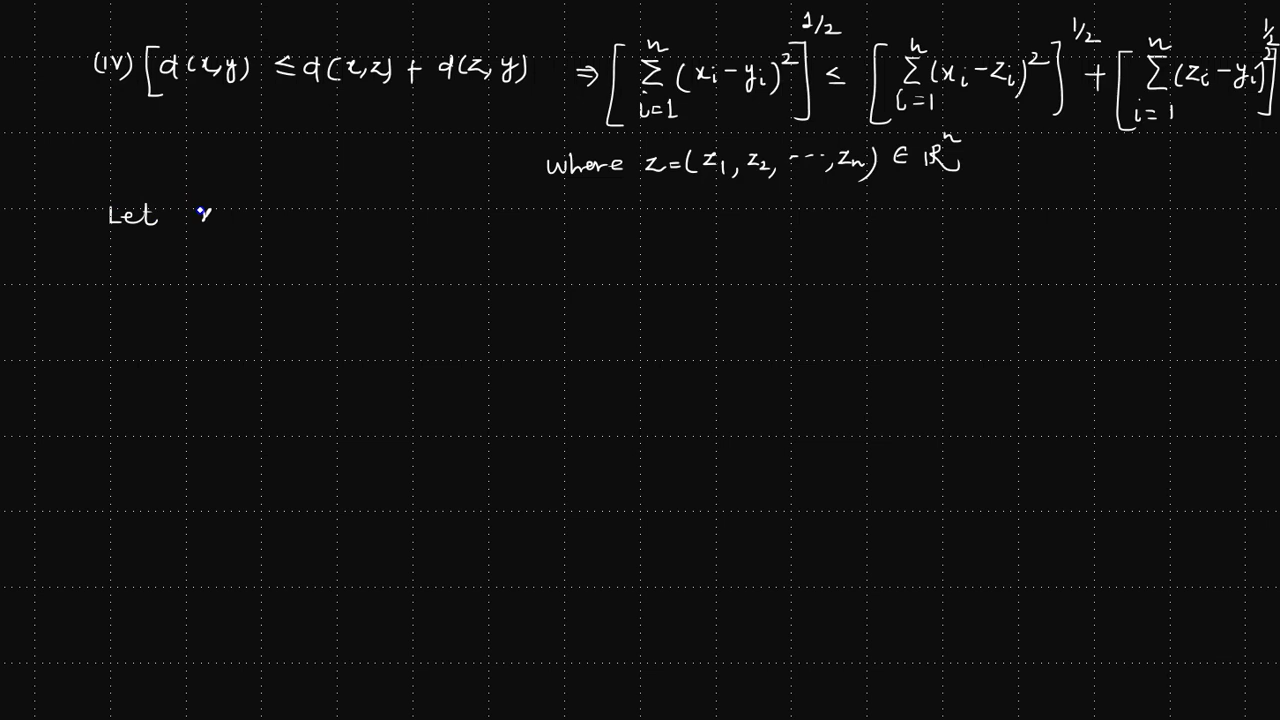 (iv) [d(x,y) ≤ d(x,z) + d(z,y) ⇒ [∑_{i=1}^{n} (x_i - y_i)^2]^{1/2} ≤ [∑_{i=1}^{n} (x_i - z_i)^2]^{1/2} + [∑_{i=1}^{n} (z_i - y_i]^2]^{1/2}
where z = (z_1, z_2, ..., z_n) ∈ ℝ^n
Let